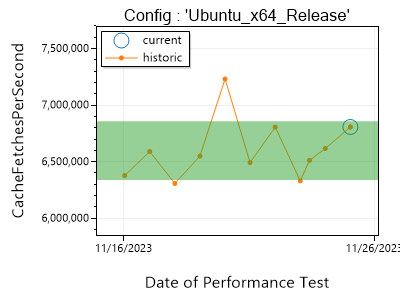 Config : 'Ubuntu_x64_Release'
CacheFetchesPerSecond
7,500,000
7,000,000
6,500,000
6,000,000
current
historic
11/16/2023
11/26/2023
Date of Performance Test